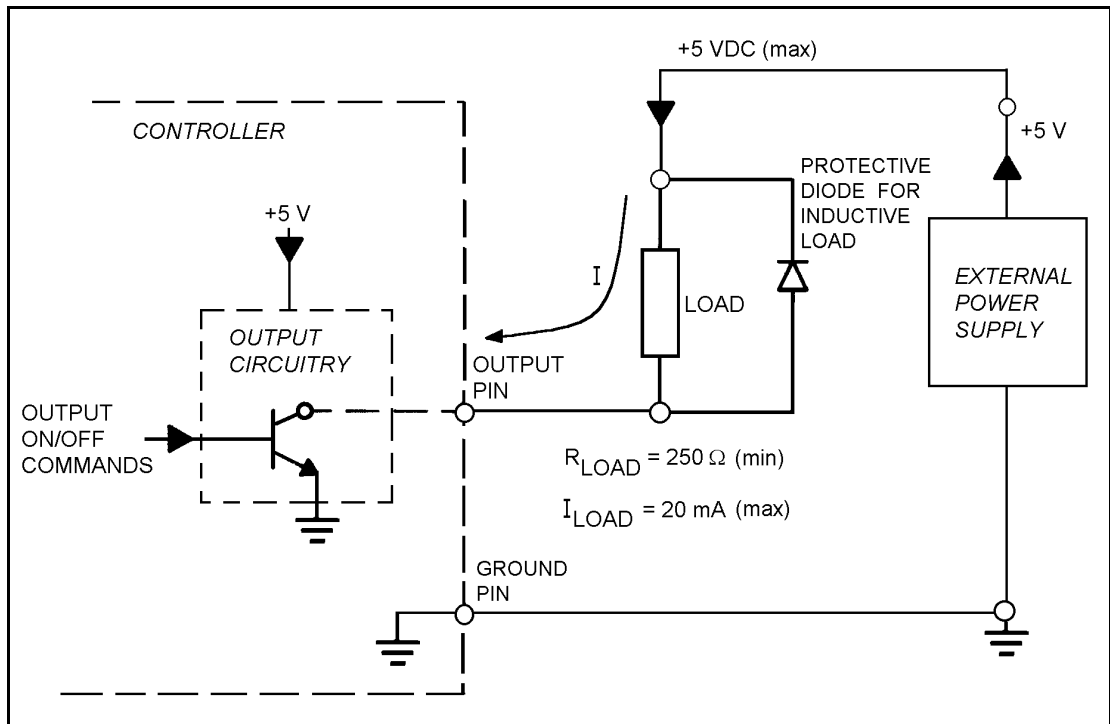 +5 VDC (max)
CONTROLLER
+5 V
PROTECTIVE
DIODE FOR
INDUCTIVE
LOAD
+5 V
I
LOAD
EXTERNAL
POWER
SUPPLY
OUTPUT
CIRCUITRY
OUTPUT
PIN
OUTPUT
ON/OFF
COMMANDS
RLOAD = 250 Ω (min)
ILOAD = 20 mA (max)
GROUND
PIN